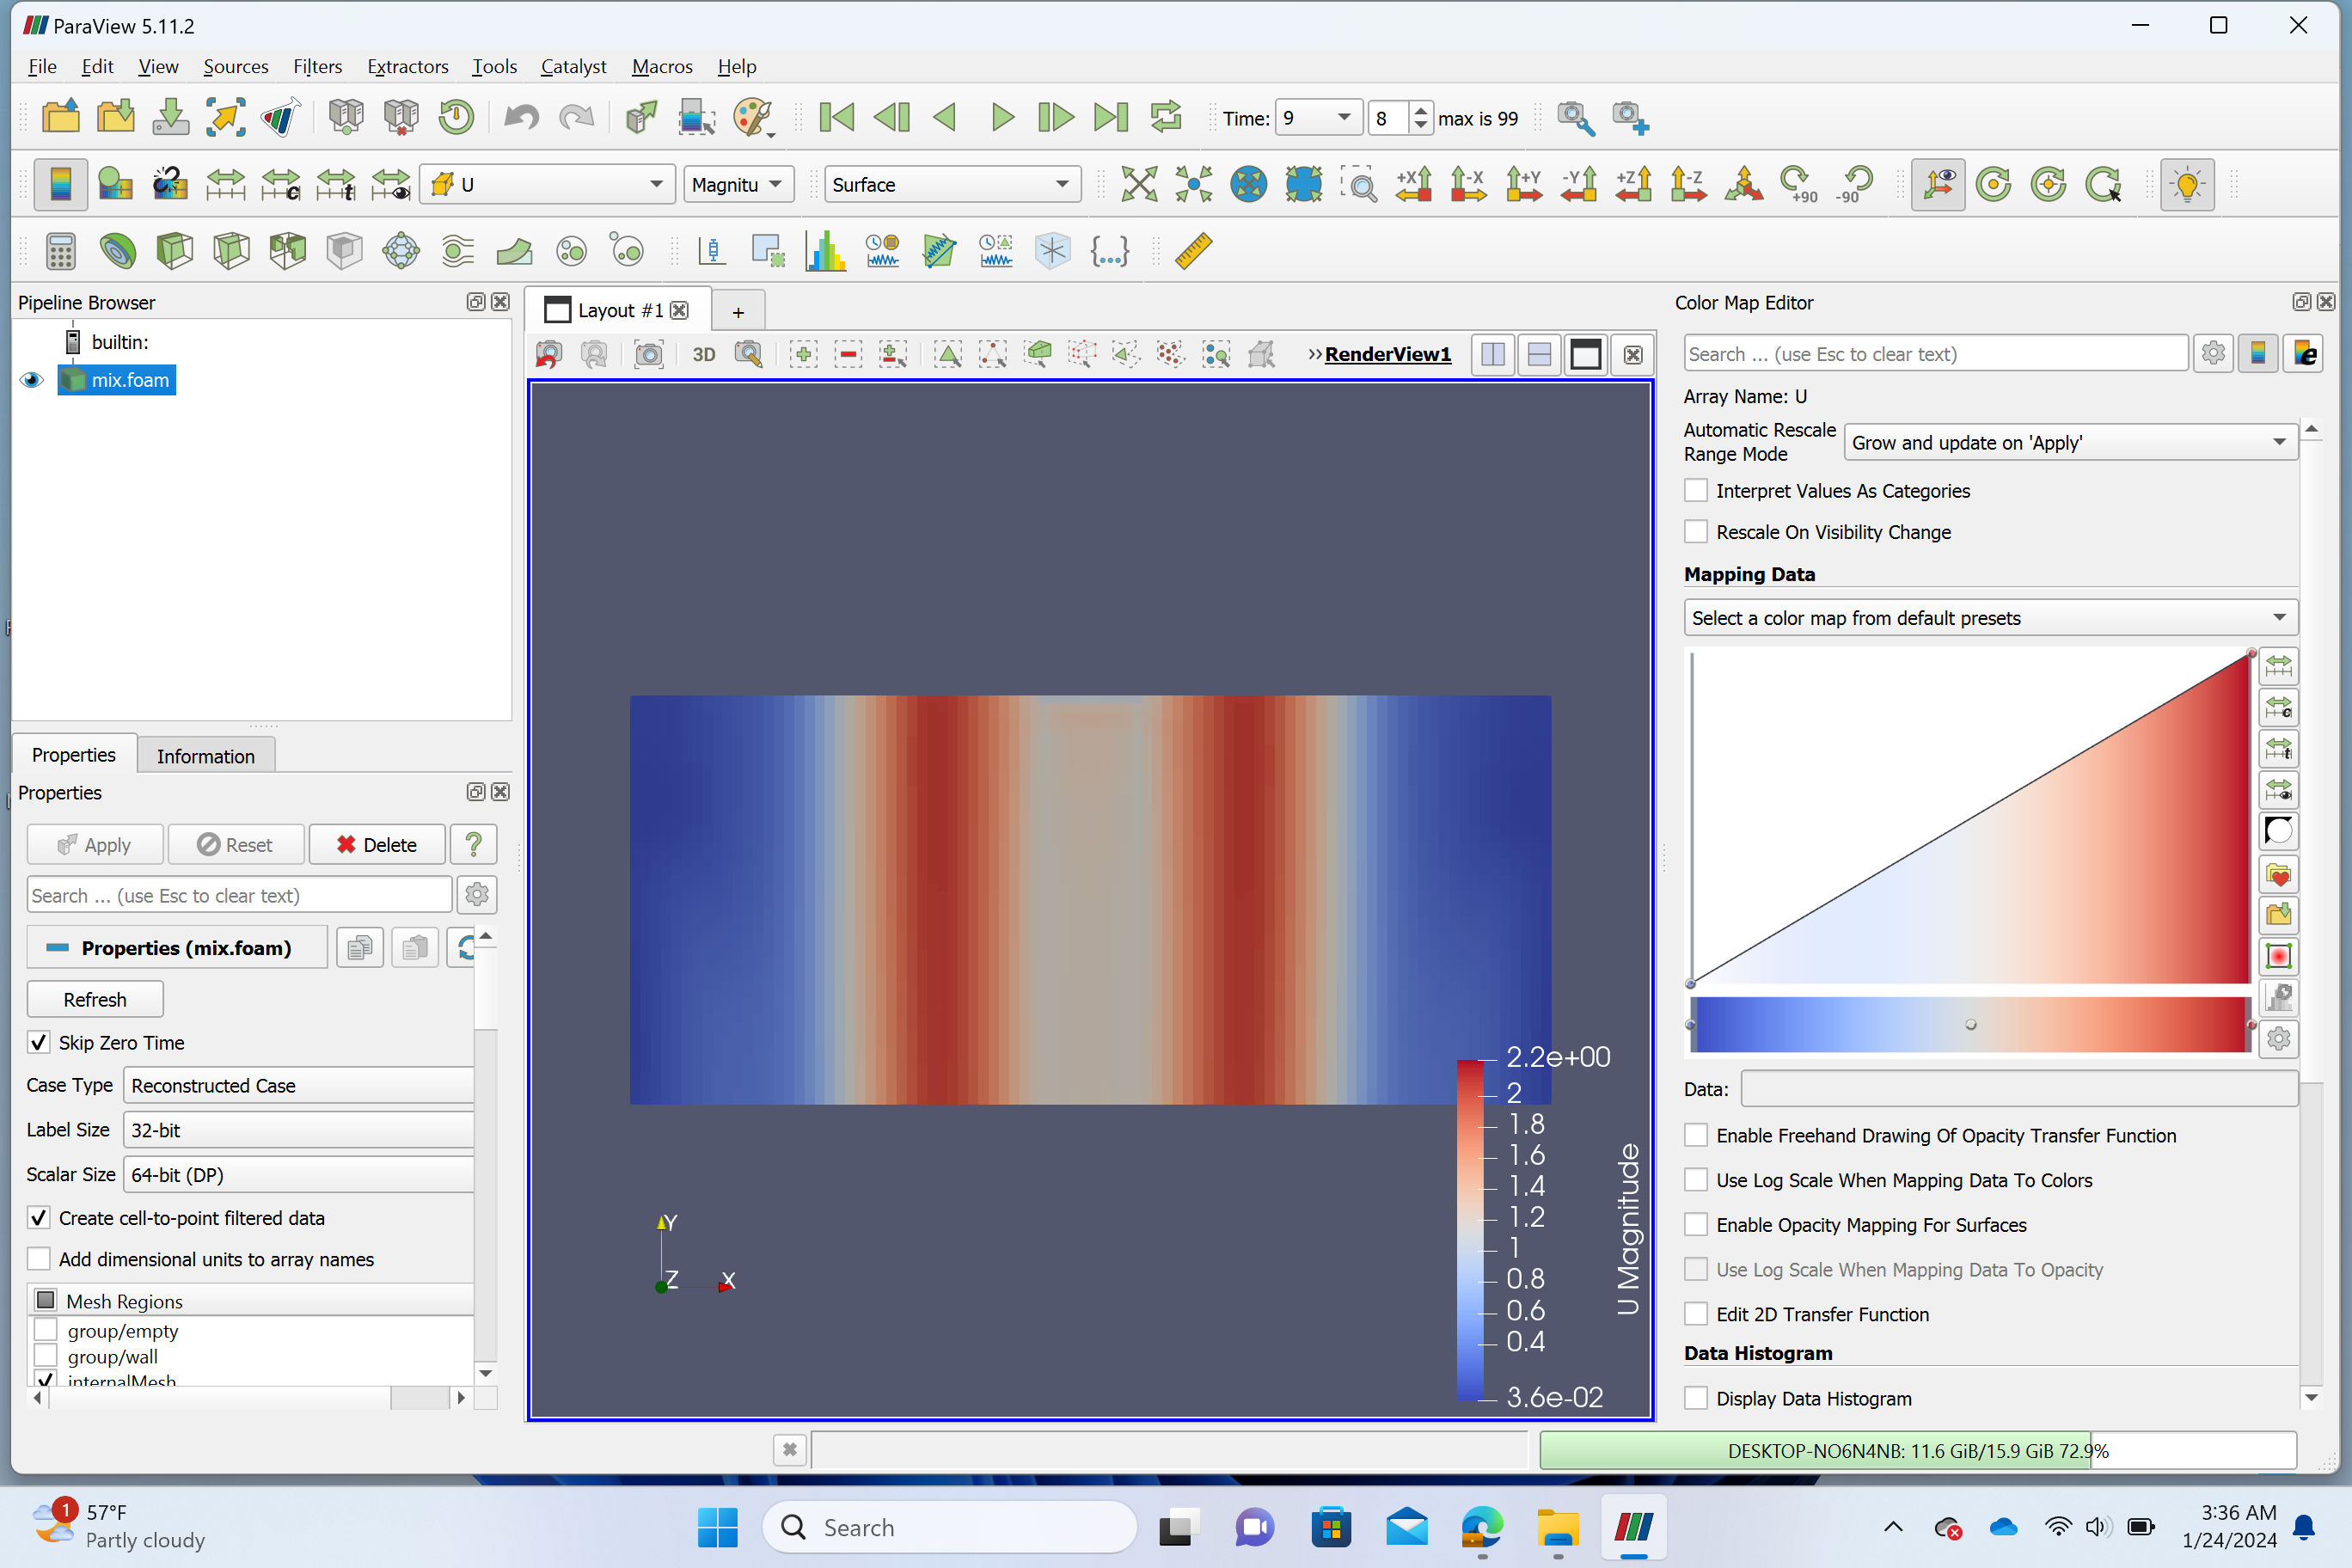 ParaView 5.11.2
File Edit View Sources Filters Extractors Tools Catalyst Macros Help
Time: 9 8 max is 99
U Magnitu Surface +X -X +Y -Y +Z -Z +90 -90
Pipeline Browser
builtin:
mix.foam
Properties Information
Properties
Apply Reset Delete ?
Search ... (use Esc to clear text)
Properties (mix.foam)
Refresh
Skip Zero Time
Case Type Reconstructed Case
Label Size 32-bit
Scalar Size 64-bit (DP)
Create cell-to-point filtered data
Add dimensional units to array names
Mesh Regions
group/empty
group/wall
internalMesh
Layout #1 +
3D >> RenderView1
Y
Z X
2.2e+00
2
1.8
1.6
1.4
1.2
1
0.8
0.6
0.4
3.6e-02
U Magnitude
Color Map Editor
Search ... (use Esc to clear text)
Array Name: U
Automatic Rescale
Range Mode
Grow and update on 'Apply'
Interpret Values As Categories
Rescale On Visibility Change
Mapping Data
Select a color map from default presets
Data:
Enable Freehand Drawing Of Opacity Transfer Function
Use Log Scale When Mapping Data To Colors
Enable Opacity Mapping For Surfaces
Use Log Scale When Mapping Data To Opacity
Edit 2D Transfer Function
Data Histogram
Display Data Histogram
DESKTOP-NO6N4NB: 11.6 GiB/15.9 GiB 72.9%
1
57°F
Partly cloudy
Search
3:36 AM
1/24/2024